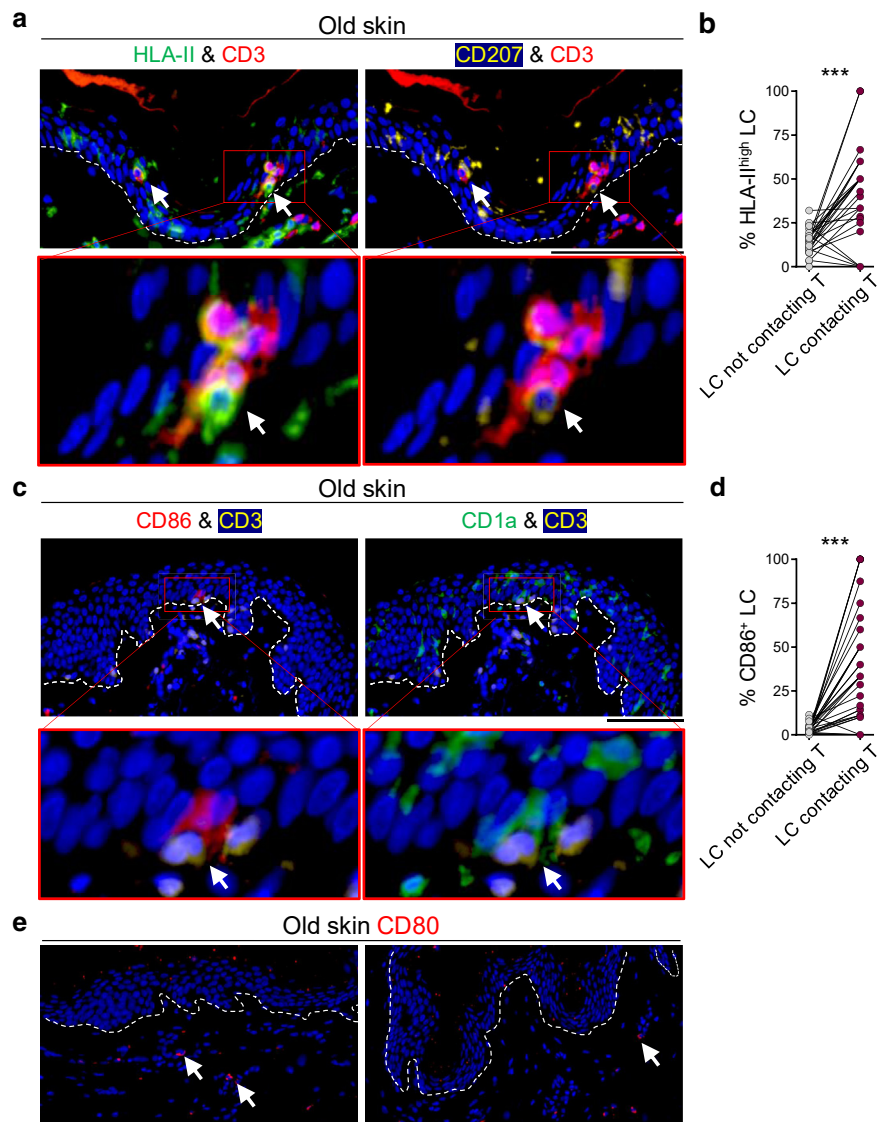 a
Old skin
HLA-II & CD3
CD207 & CD3
b
***
% HLA-IIhigh LC
100
75
50
25
0
LC not contacting T
LC contacting T
c
Old skin
CD86 & CD3
CD1a & CD3
d
***
% CD86+ LC
100
75
50
25
0
LC not contacting T
LC contacting T
e
Old skin CD80